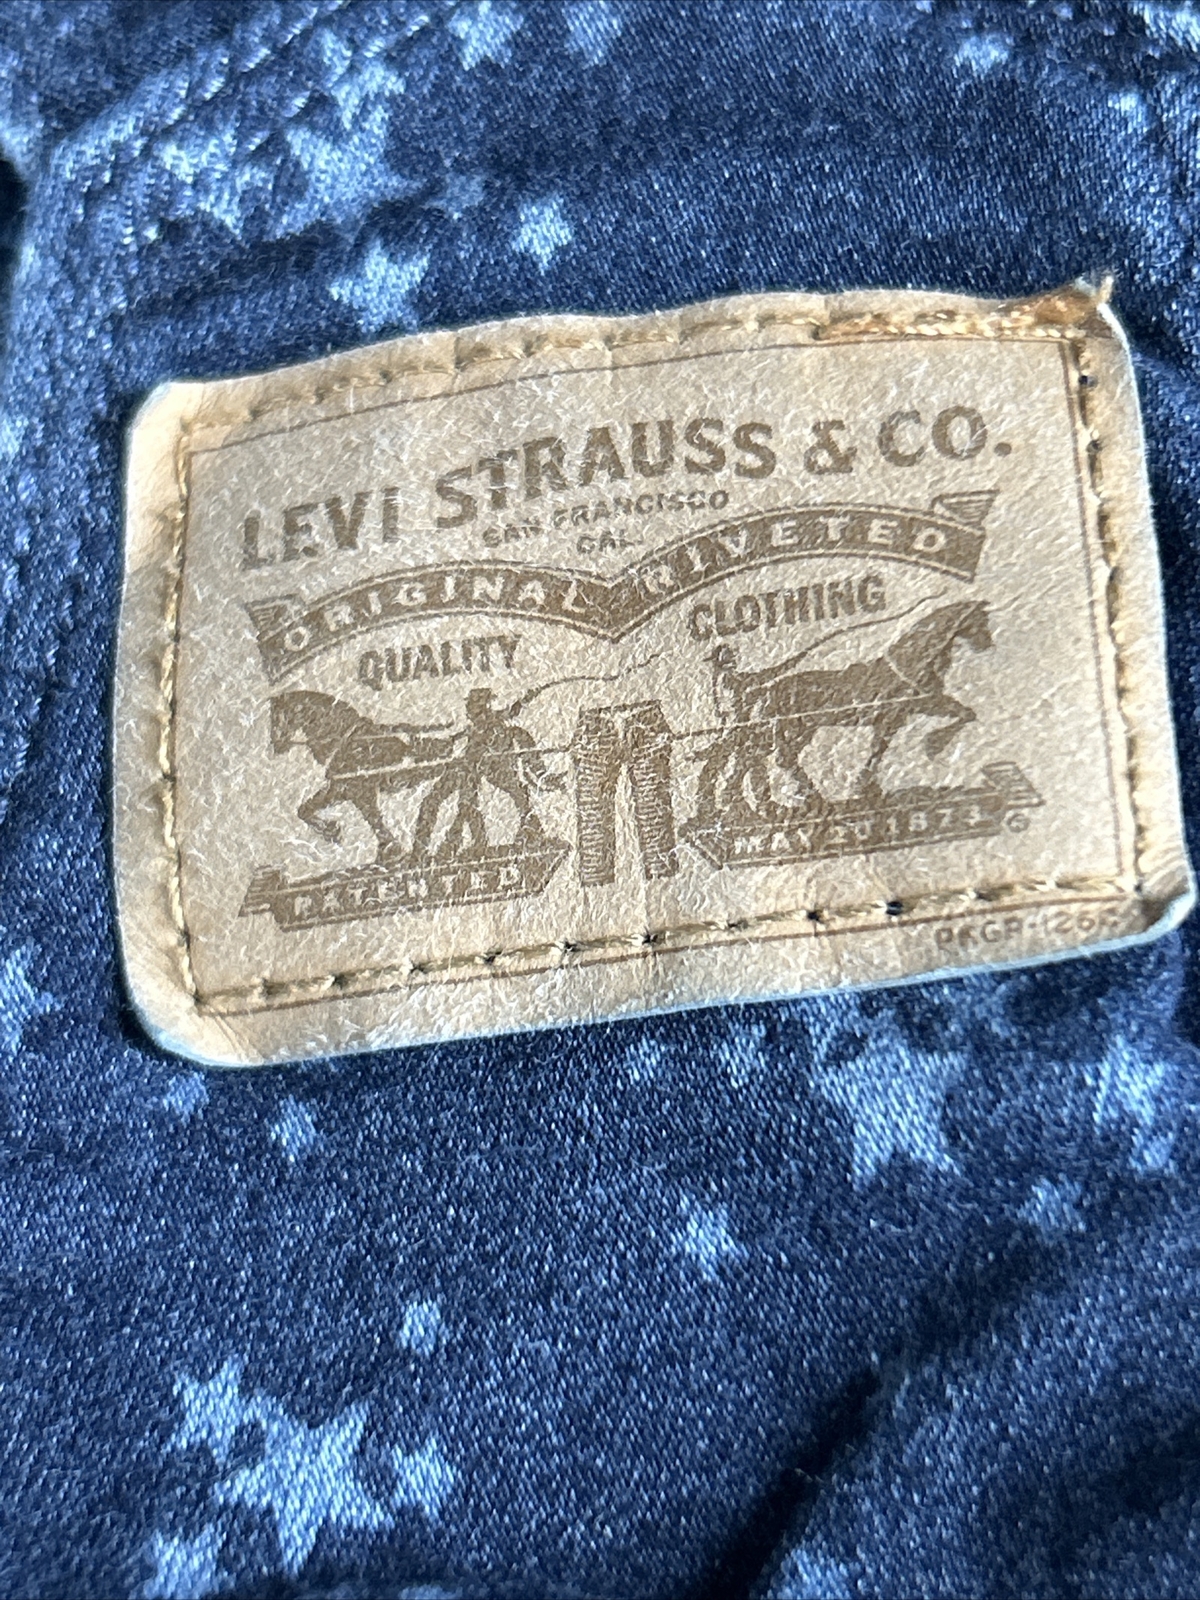 LEVI STRAUSS & CO.
SAN FRANCISCO
CAL
ORIGINAL RIVETED
QUALITY CLOTHING
PATENTED MAY 20 1873